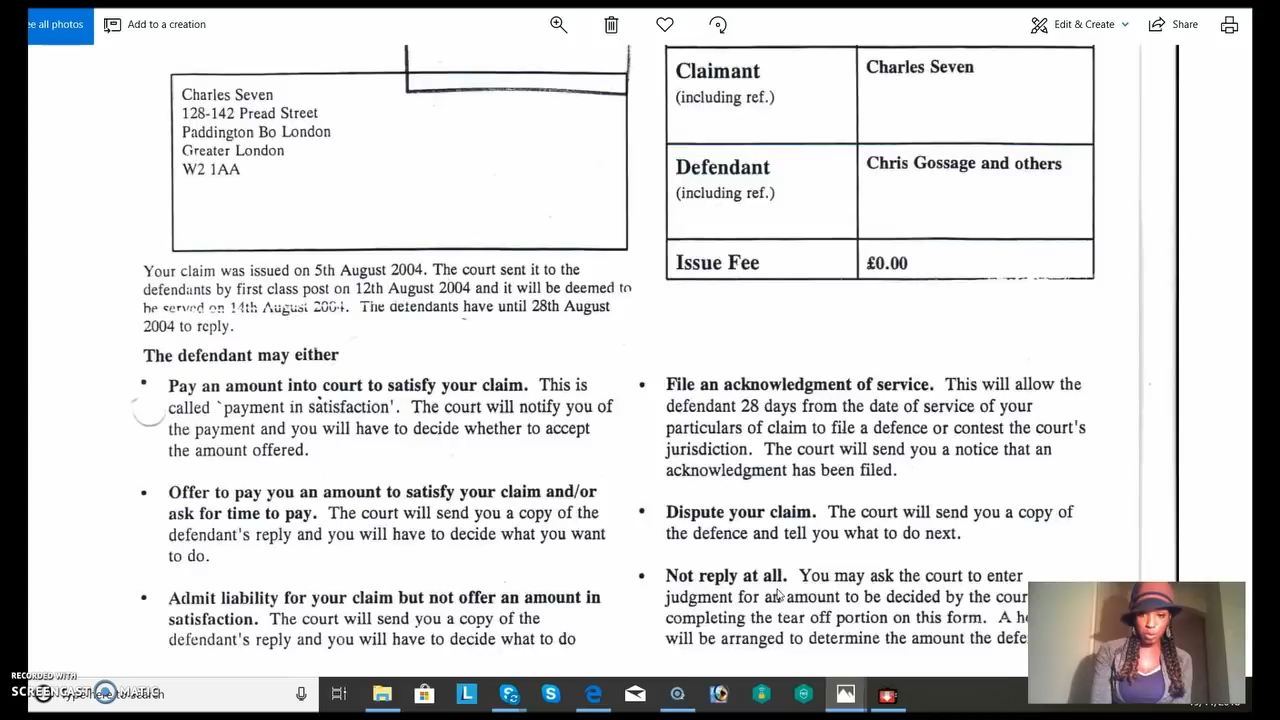 ee all photos
Add to a creation
Edit & Create
Share
Charles Seven
128-142 Pread Street
Paddington Bo London
Greater London
W2 1AA
Claimant
(including ref.)
Charles Seven
Defendant
(including ref.)
Chris Gossage and others
Issue Fee
£0.00
Your claim was issued on 5th August 2004. The court sent it to the
defendants by first class post on 12th August 2004 and it will be deemed to
be served on 14th August 2004. The defendants have until 28th August
2004 to reply.
The defendant may either
• Pay an amount into court to satisfy your claim. This is
called `payment in satisfaction'. The court will notify you of
the payment and you will have to decide whether to accept
the amount offered.
• Offer to pay you an amount to satisfy your claim and/or
ask for time to pay. The court will send you a copy of the
defendant's reply and you will have to decide what you want
to do.
• Admit liability for your claim but not offer an amount in
satisfaction. The court will send you a copy of the
defendant's reply and you will have to decide what to do
• File an acknowledgment of service. This will allow the
defendant 28 days from the date of service of your
particulars of claim to file a defence or contest the court's
jurisdiction. The court will send you a notice that an
acknowledgment has been filed.
• Dispute your claim. The court will send you a copy of
the defence and tell you what to do next.
• Not reply at all. You may ask the court to enter
judgment for an amount to be decided by the cour
completing the tear off portion on this form. A he
will be arranged to determine the amount the defe
RECORDED WITH
SCREENCAST MATIC
here to search